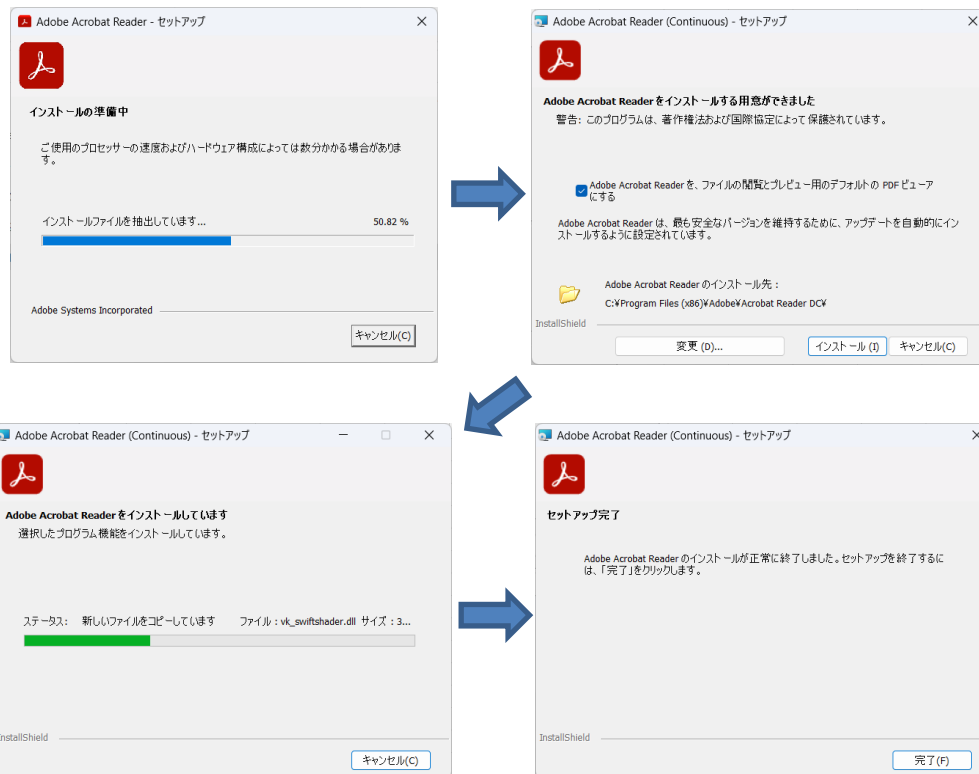 Adobe Acrobat Reader - セットアップ
インストールの準備中
ご使用のプロセッサーの速度およびハードウェア構成によっては数分かかる場合がありま
す。
インストールファイルを抽出しています... 50.82 %
Adobe Systems Incorporated
キャンセル(C)
Adobe Acrobat Reader (Continuous) - セットアップ
Adobe Acrobat Reader をインストールする用意ができました
警告: このプログラムは、著作権法および国際協定によって保護されています。
Adobe Acrobat Reader を、ファイルの閲覧とプレビュー用のデフォルトの PDF ビューア
にする
Adobe Acrobat Reader は、最も安全なバージョンを維持するために、アップデートを自動的にイン
ストールするように設定されています。
Adobe Acrobat Reader のインストール先 :
C:¥Program Files (x86)¥Adobe¥Acrobat Reader DC¥
InstallShield
変更 (D)... インストール (I) キャンセル(C)
Adobe Acrobat Reader (Continuous) - セットアップ
Adobe Acrobat Reader をインストールしています
選択したプログラム機能をインストールしています。
ステータス: 新しいファイルをコピーしています ファイル : vk_swiftshader.dll サイズ : 3...
InstallShield
キャンセル(C)
Adobe Acrobat Reader (Continuous) - セットアップ
セットアップ完了
Adobe Acrobat Reader のインストールが正常に終了しました。セットアップを終了するに
は、「完了」をクリックします。
InstallShield
完了(F)